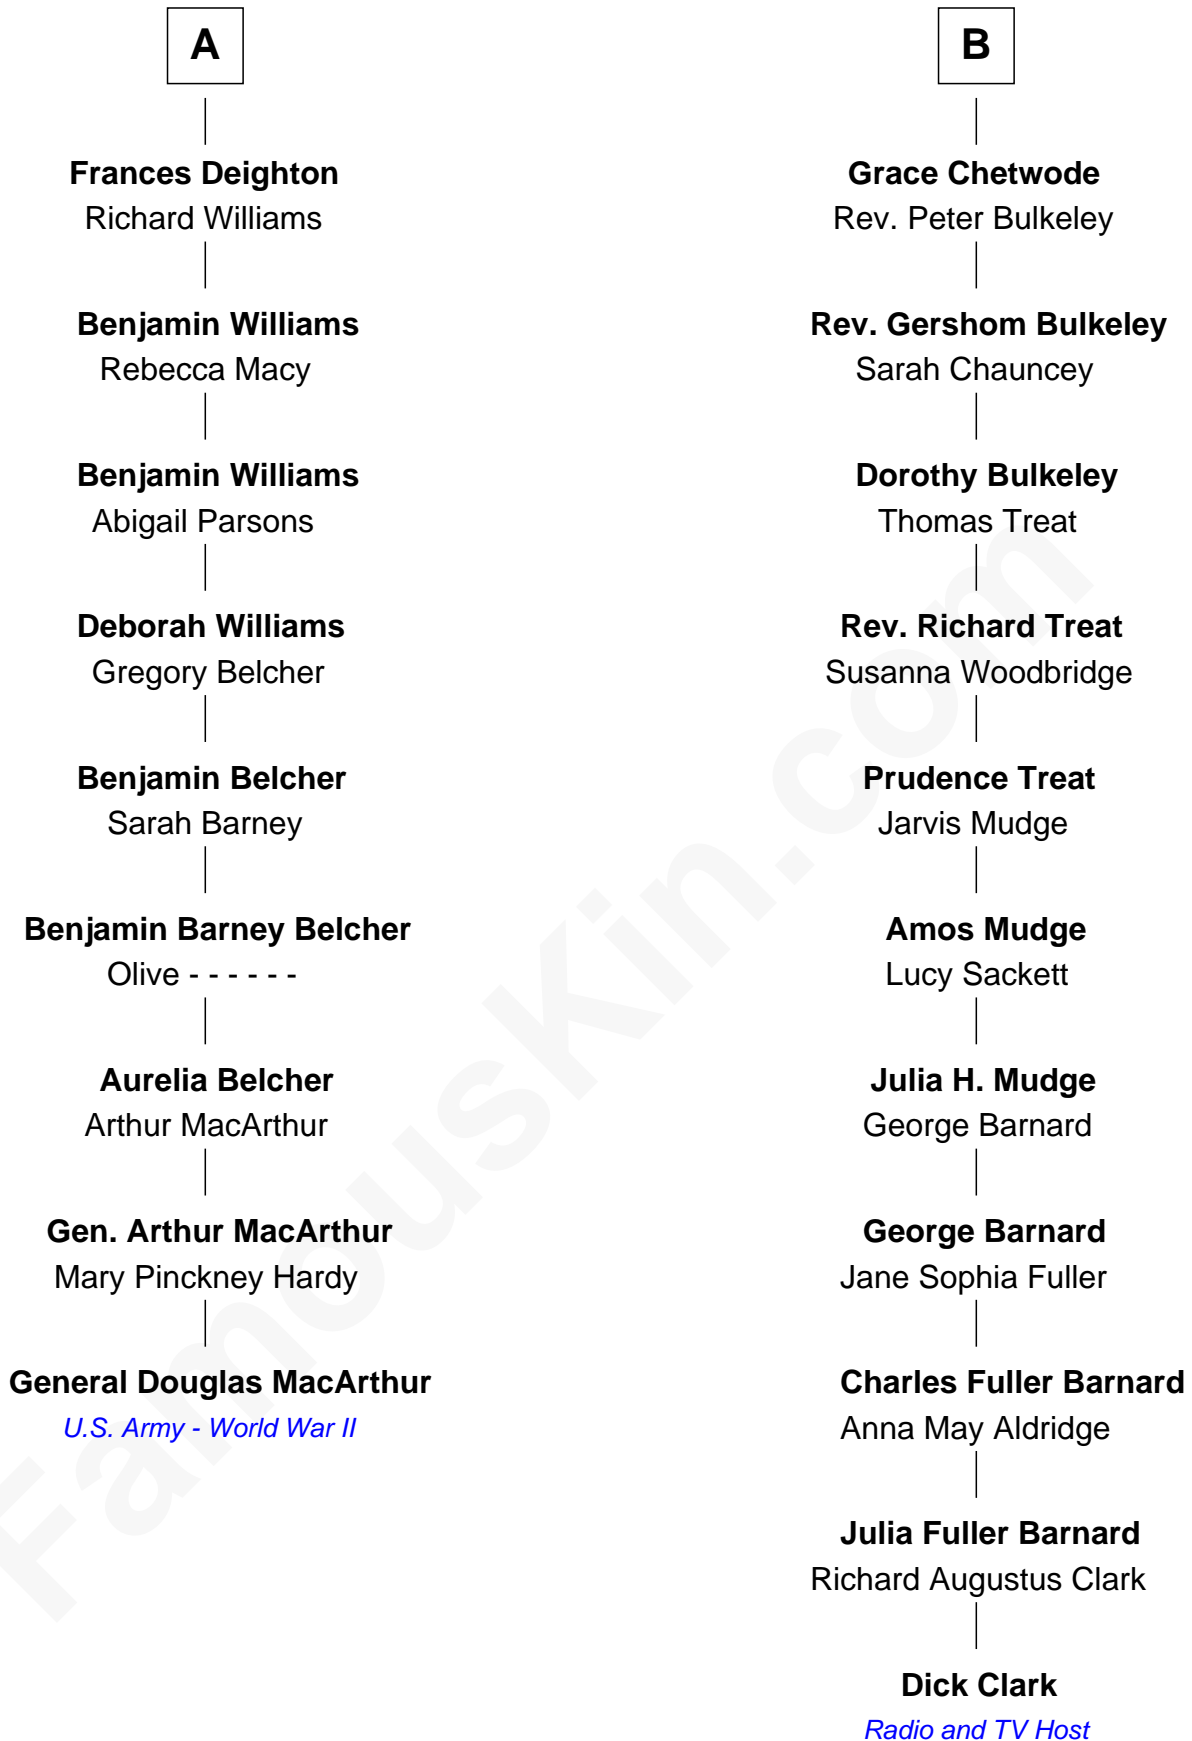 A
Frances Deighton
Richard Williams
Benjamin Williams
Rebecca Macy
Benjamin Williams
Abigail Parsons
Deborah Williams
Gregory Belcher
Benjamin Belcher
Sarah Barney
Benjamin Barney Belcher
Olive - - - - - -
Aurelia Belcher
Arthur MacArthur
Gen. Arthur MacArthur
Mary Pinckney Hardy
General Douglas MacArthur
U.S. Army - World War II
B
Grace Chetwode
Rev. Peter Bulkeley
Rev. Gershom Bulkeley
Sarah Chauncey
Dorothy Bulkeley
Thomas Treat
Rev. Richard Treat
Susanna Woodbridge
Prudence Treat
Jarvis Mudge
Amos Mudge
Lucy Sackett
Julia H. Mudge
George Barnard
George Barnard
Jane Sophia Fuller
Charles Fuller Barnard
Anna May Aldridge
Julia Fuller Barnard
Richard Augustus Clark
Dick Clark
Radio and TV Host
FamousKin.com